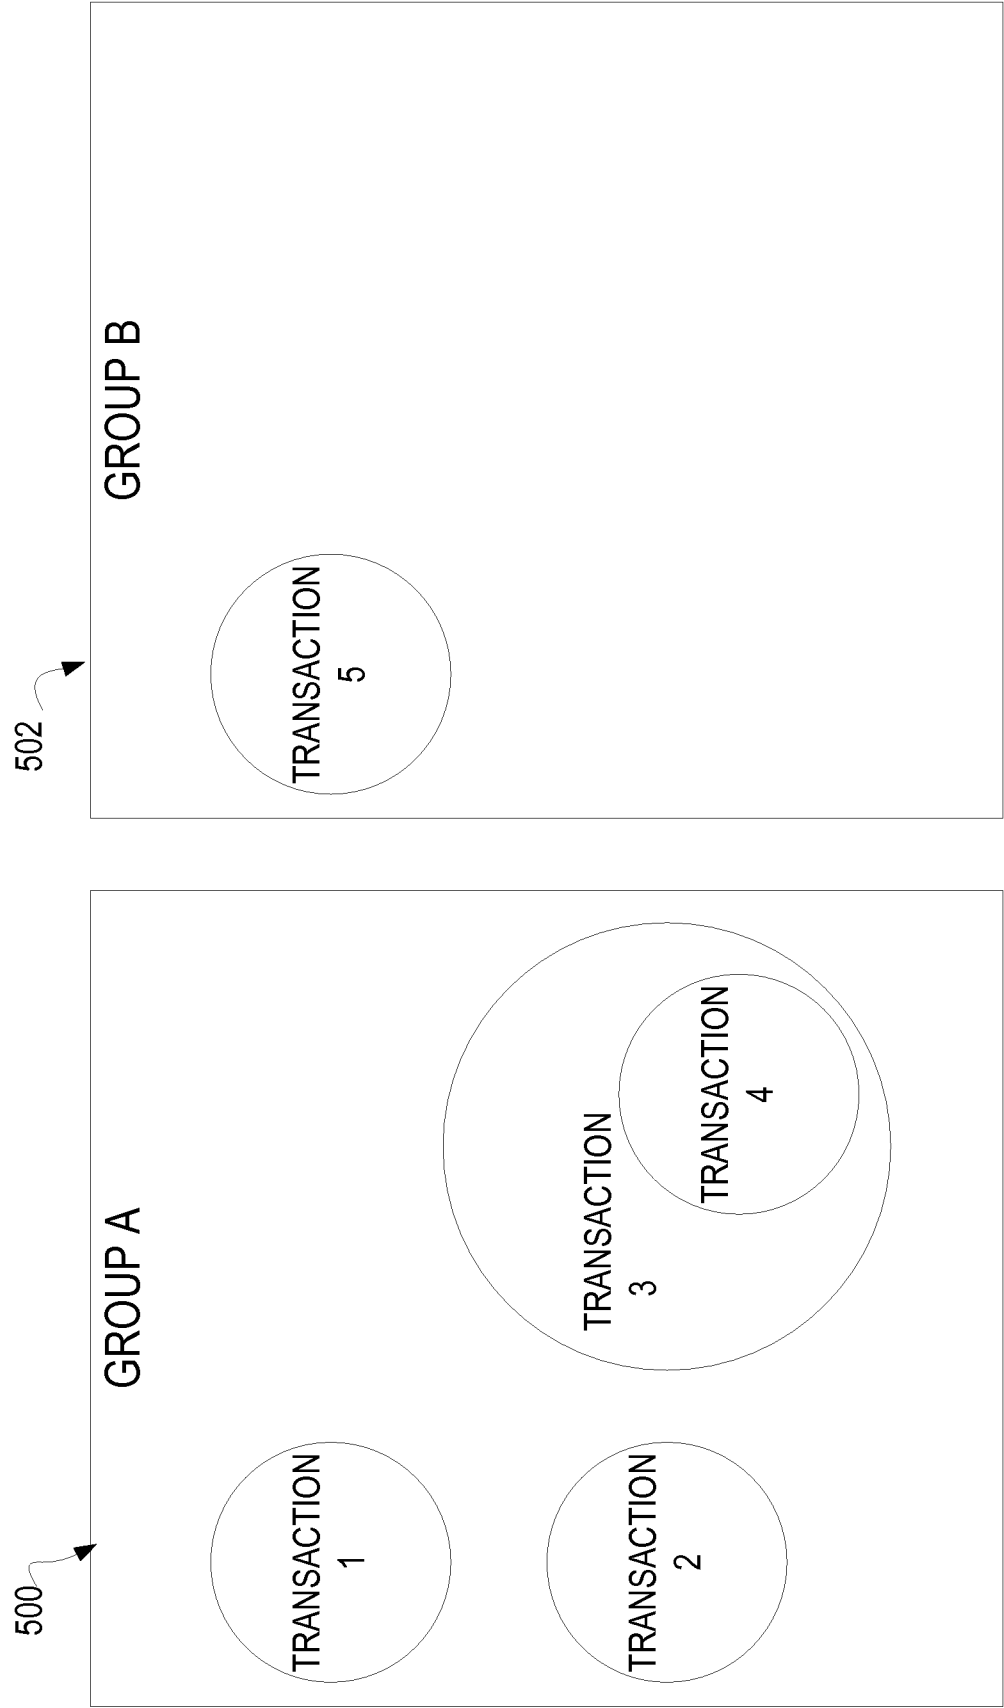 500
GROUP A
TRANSACTION
1
TRANSACTION
2
TRANSACTION
3
TRANSACTION
4
502
GROUP B
TRANSACTION
5